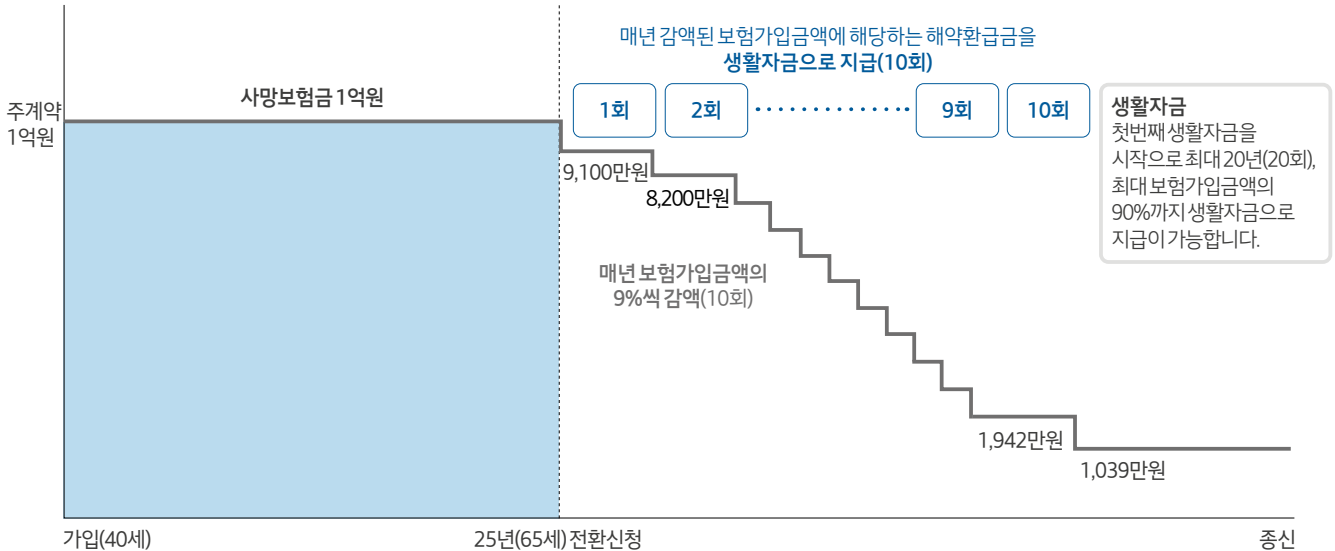 매년 감액된 보험가입금액에 해당하는 해약환급금을
생활자금으로 지급(10회)
사망보험금 1억원
주계약
1억원
1회
2회
9회
10회
생활자금
첫번째 생활자금을
시작으로 최대 20년(20회),
최대 보험가입금액의
90%까지 생활자금으로
지급이 가능합니다.
9,100만원
8,200만원
매년 보험가입금액의
9%씩 감액(10회)
1,942만원
1,039만원
가입(40세)
25년(65세) 전환신청
종신